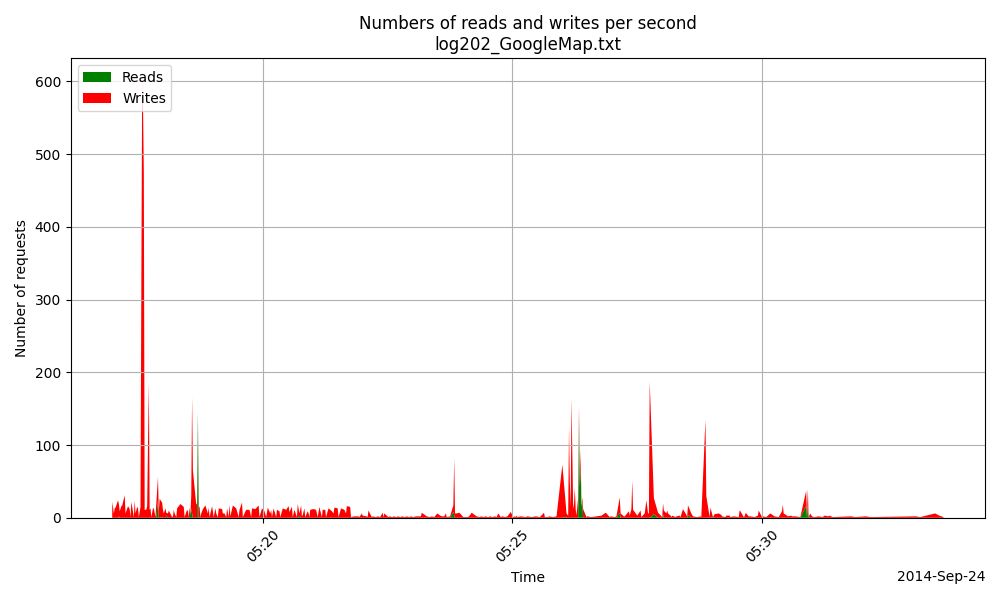 Numbers of reads and writes per second
log202_GoogleMap.txt
Reads
Writes
Number of requests
600
500
400
300
200
100
0
05:20
05:25
05:30
Time
2014-Sep-24